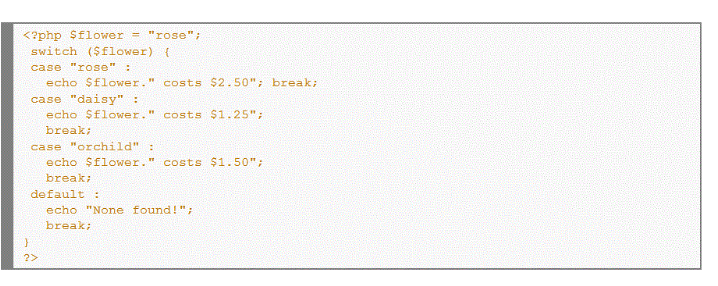 <?php $flower = "rose";
switch ($flower) {
case "rose" :
echo $flower." costs $2.50"; break;
case "daisy" :
echo $flower." costs $1.25";
break;
case "orchild" :
echo $flower." costs $1.50";
break;
default :
echo "None found!";
break;
}
?>